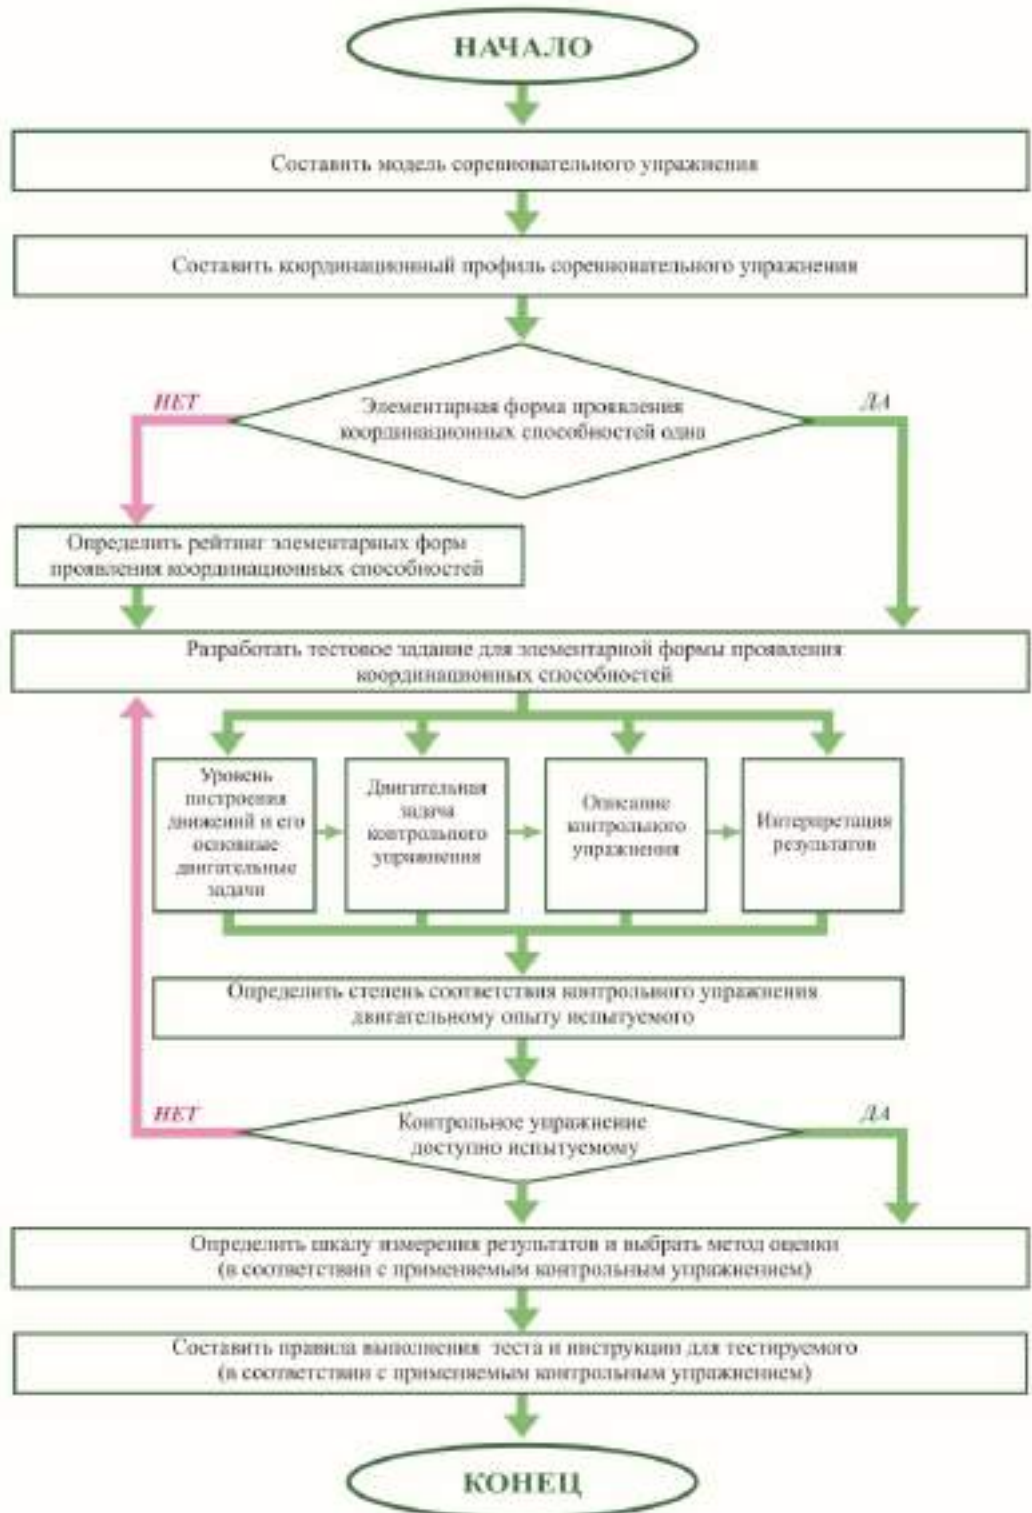 НАЧАЛО
Составить модель соревновательного упражнения
Составить координационный профиль соревновательного упражнения
НЕТ
ДА
Элементарная форма проявления
координационных способностей одна
Определить рейтинг элементарных форм
проявления координационных способностей
Разработать тестовое задание для элементарной формы проявления
координационных способностей
Уровень
построения
движений и его
основные
двигательные
задачи
Двигательная
задача
контрольного
упражнения
Описание
контрольного
упражнения
Интерпретация
результатов
Определить степень соответствия контрольного упражнения
двигательному опыту испытуемого
НЕТ
ДА
Контрольное упражнение
доступно испытуемому
Определить шкалу измерения результатов и выбрать метод оценки
(в соответствии с применяемым контрольным упражнением)
Составить правила выполнения теста и инструкции для тестируемого
(в соответствии с применяемым контрольным упражнением)
КОНЕЦ